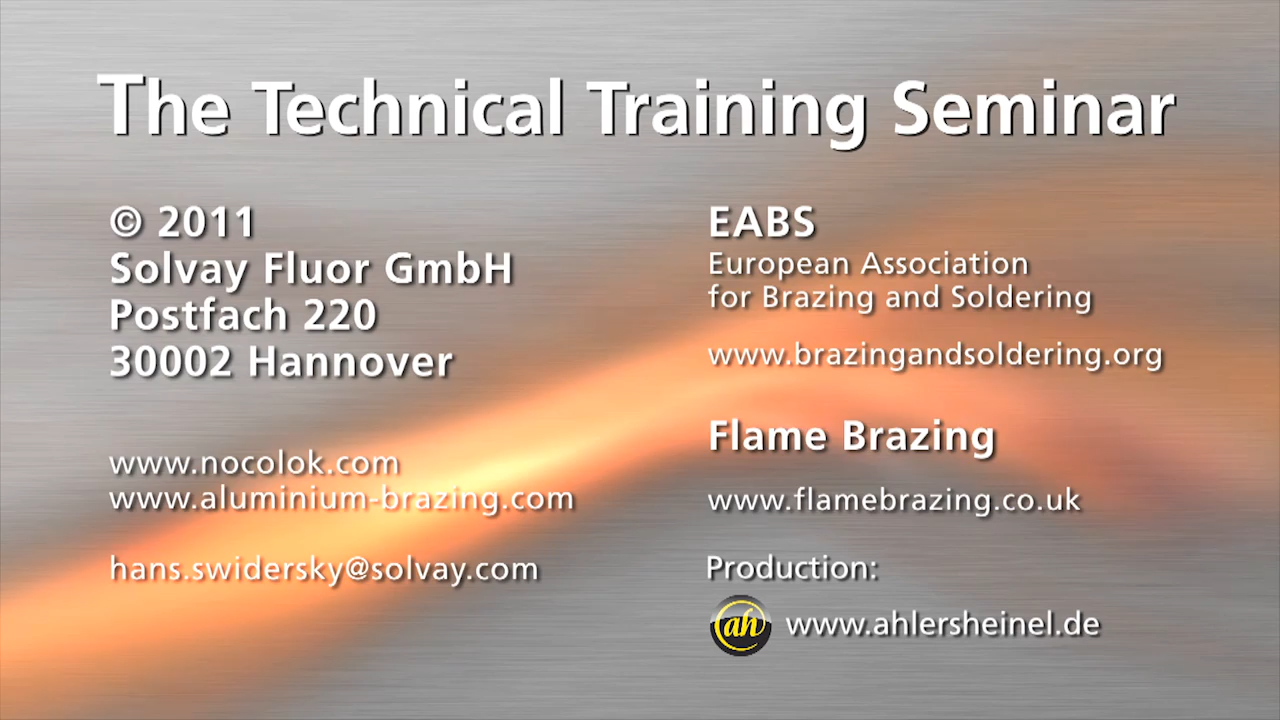 The Technical Training Seminar
© 2011
Solvay Fluor GmbH
Postfach 220
30002 Hannover
www.nocolok.com
www.aluminium-brazing.com
hans.swidersky@solvay.com
EABS
European Association
for Brazing and Soldering
www.brazingandsoldering.org
Flame Brazing
www.flamebrazing.co.uk
Production:
ah www.ahlersheinel.de